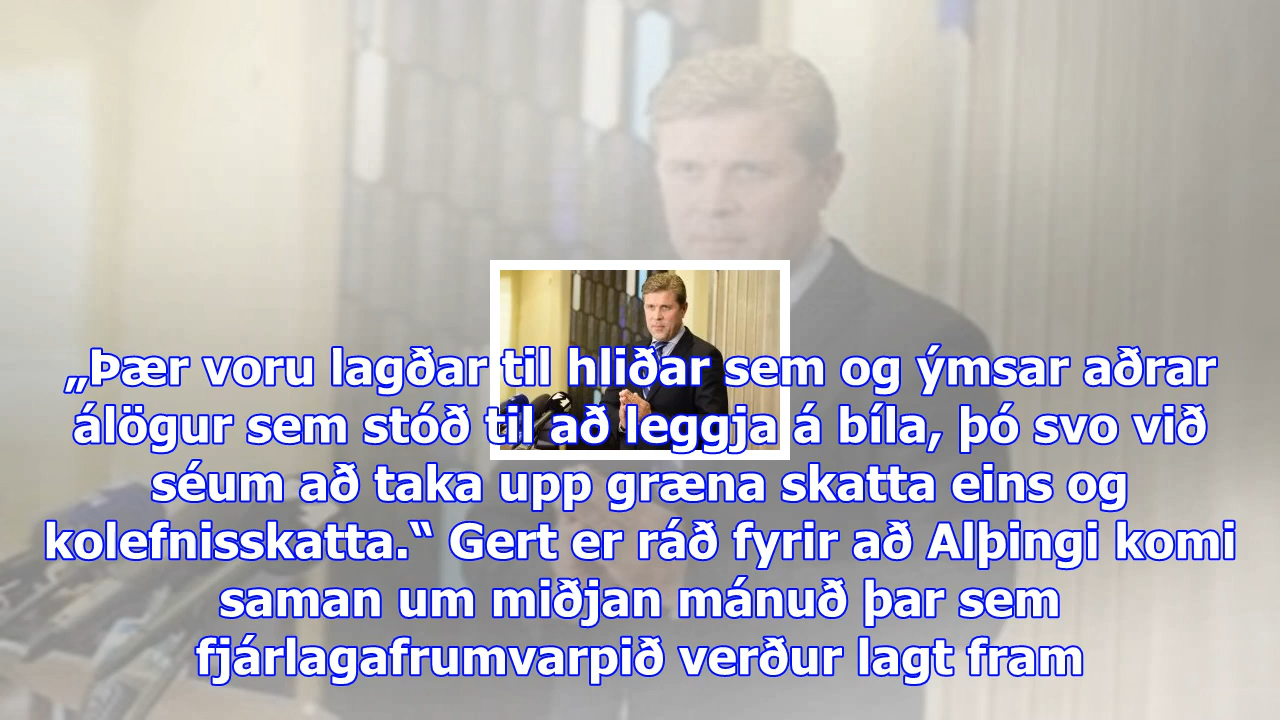 „Þær voru lagðar til hliðar sem og ýmsar aðrar
álögur sem stóð til að leggja á bíla, þó svo við
séum að taka upp græna skatta eins og
kolefnisskatta.“ Gert er ráð fyrir að Alþingi komi
saman um miðjan mánuð þar sem
fjárlagafrumvarpið verður lagt fram